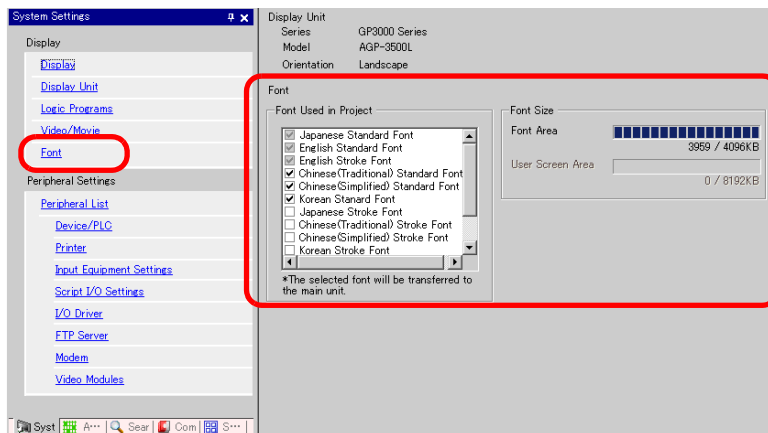 System Settings
Display
Display
Display Unit
Logic Programs
Video/Movie
Font
Peripheral Settings
Peripheral List
Device/PLC
Printer
Input Equipment Settings
Script I/O Settings
I/O Driver
FTP Server
Modem
Video Modules
Syst A··· Sear Com S···
Display Unit
Series GP3000 Series
Model AGP-3500L
Orientation Landscape
Font
Font Used in Project
Japanese Standard Font
English Standard Font
English Stroke Font
Chinese(Traditional) Standard Font
Chinese(Simplified) Standard Font
Korean Stanard Font
Japanese Stroke Font
Chinese(Traditional) Stroke Font
Chinese(Simplified) Stroke Font
Korean Stroke Font
*The selected font will be transferred to
the main unit.
Font Size
Font Area
3959 / 4096KB
User Screen Area
0 / 8192KB